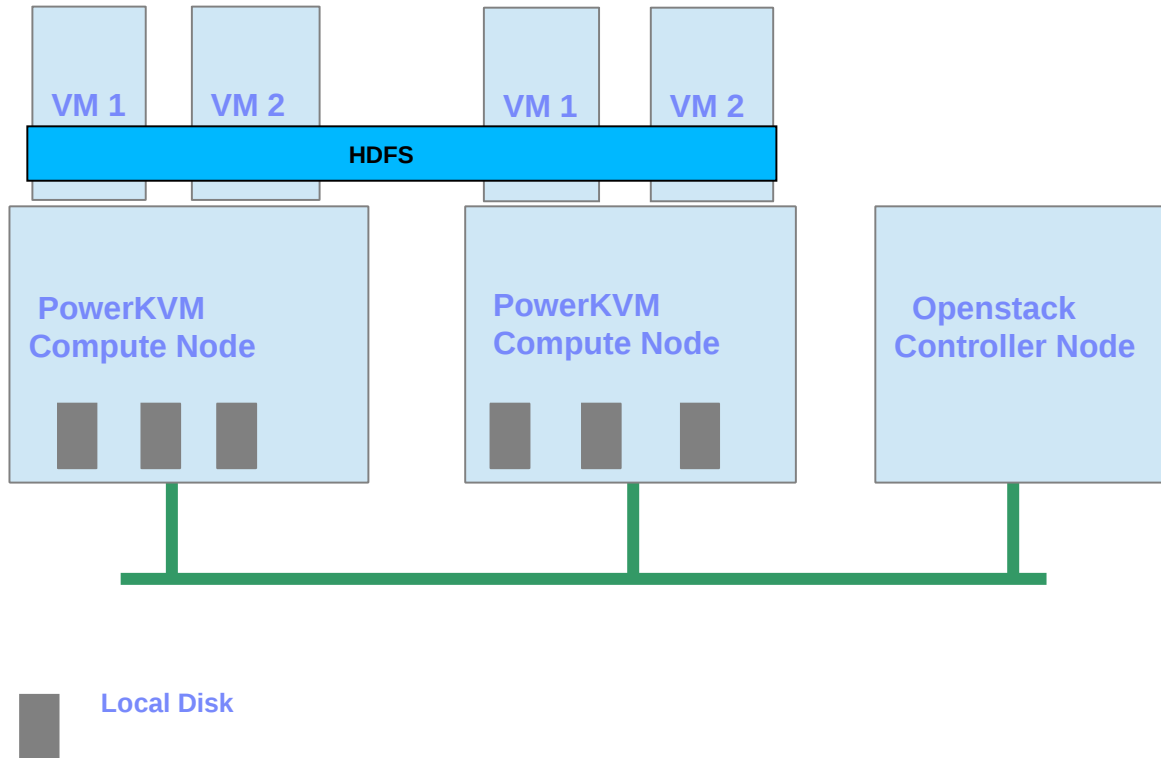 VM 1
VM 2
VM 1
VM 2
HDFS
PowerKVM
Compute Node
PowerKVM
Compute Node
Openstack
Controller Node
Local Disk